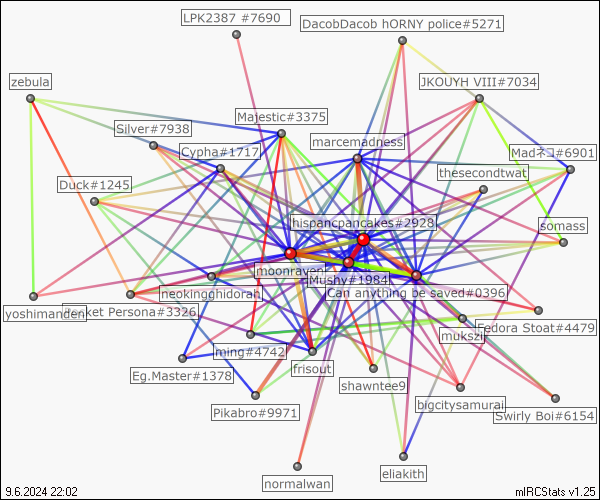 LPK2387 #7690
DacobDacob hORNY police#5271
zebula
JKOUYH VIII#7034
Majestic#3375
Silver#7938
marcemadness
Cypha#1717
Madネコ#6901
thesecondtwat
Duck#1245
hispancpancakes#2928
somass
moonraven
Mushy#1984
Can anything be saved#0396
neokingghidorah
yoshimanden
Pocket Persona#3326
Fedora Stoat#4479
mukszi
ming#4742
frisout
Eg.Master#1378
shawntee9
bigcitysamurai
Pikabro#9971
Swirly Boi#6154
normalwan
eliakith
9.6.2024 22:02
mIRCStats v1.25